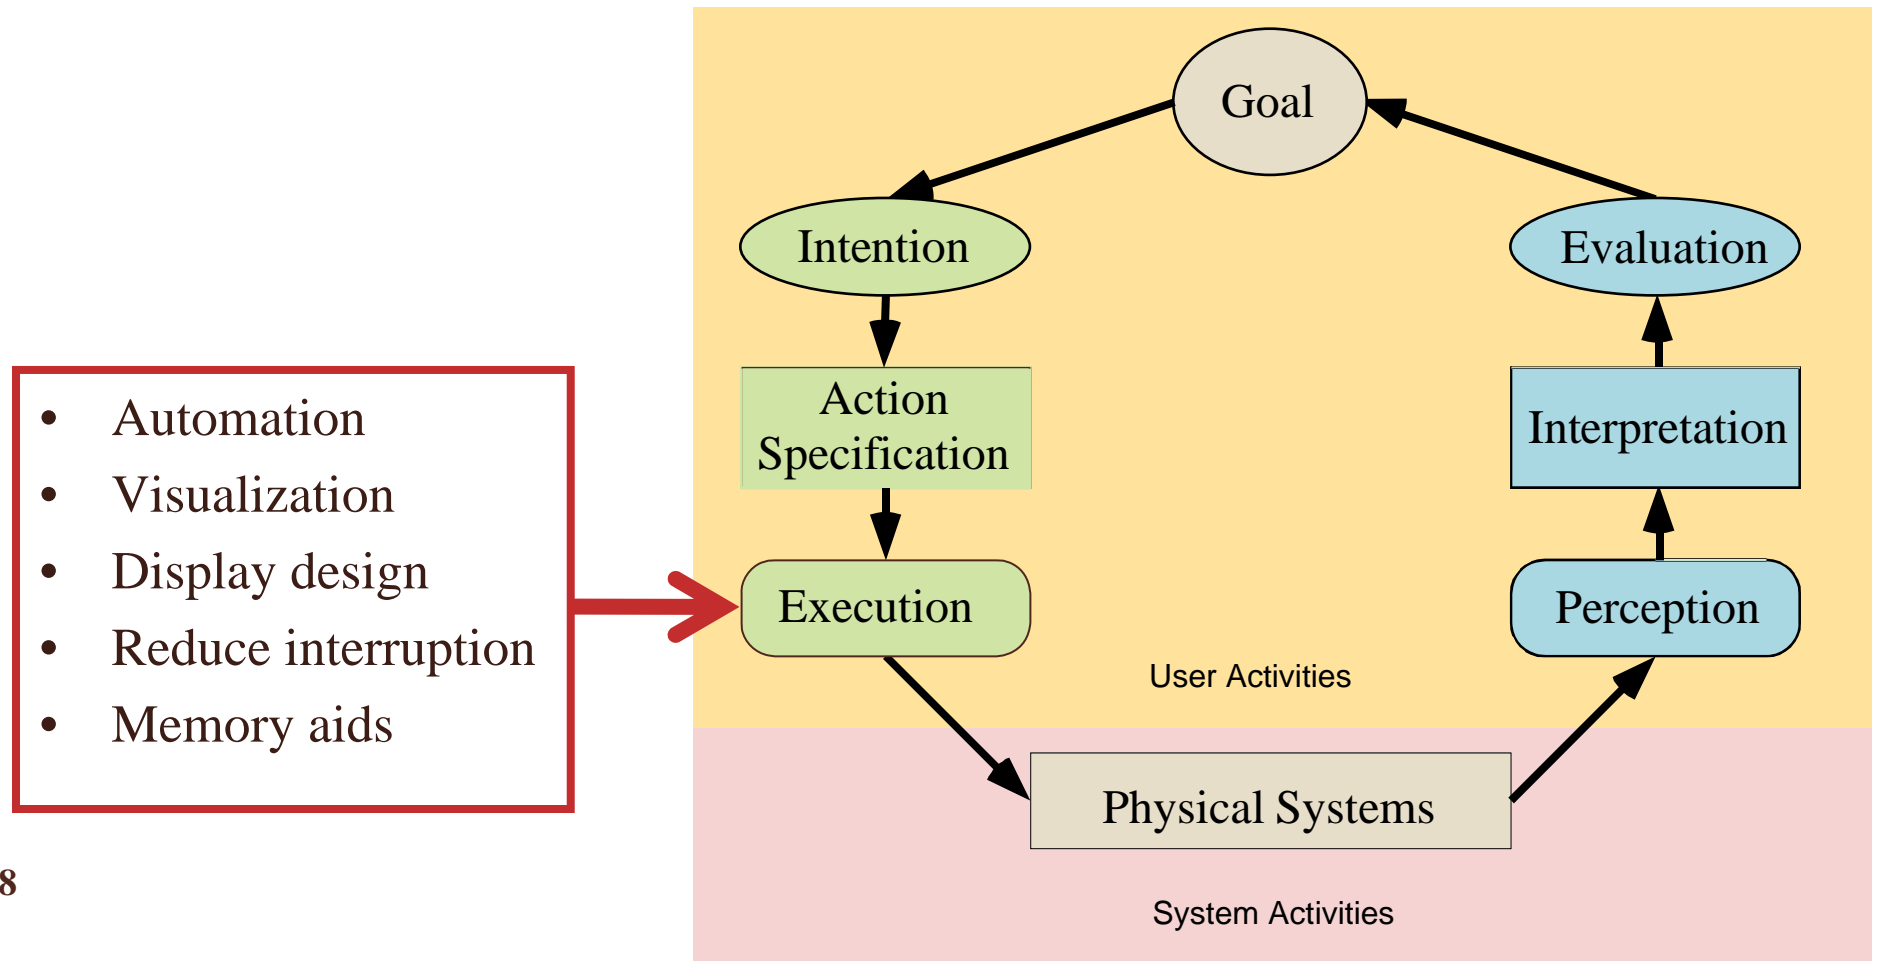 Goal
Intention
Evaluation
Action
Specification
Interpretation
• Automation
• Visualization
• Display design
• Reduce interruption
• Memory aids
Execution
Perception
User Activities
Physical Systems
System Activities
8